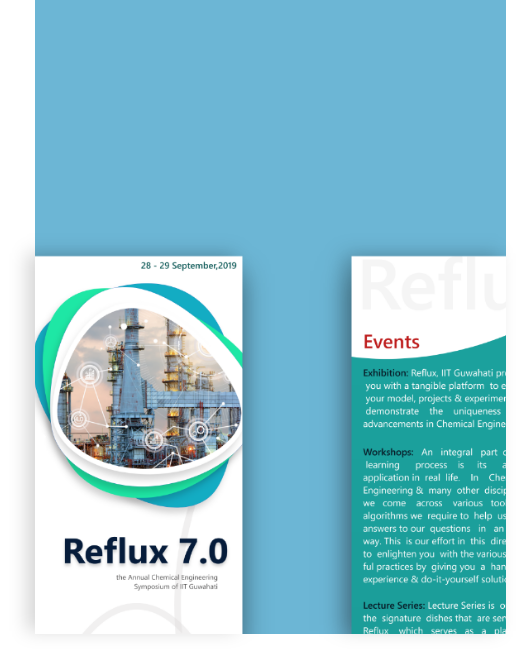 28 - 29 September,2019
Reflux 7.0
the Annual Chemical Engineering
Symposium of IIT Guwahati
Reflu
Events
Exhibition: Reflux, IIT Guwahati pr
you with a tangible platform to e
your model, projects & experimen
demonstrate the uniqueness
advancements in Chemical Engine
Workshops: An integral part o
learning process is its a
application in real life. In Che
Engineering & many other discip
we come across various too
algorithms we require to help us
answers to our questions in an
way. This is our effort in this dire
to enlighten you with the various
ful practices by giving you a han
experience & do-it-yourself solutio
Lecture Series: Lecture Series is o
the signature dishes that are ser
Reflux which serves as a pla